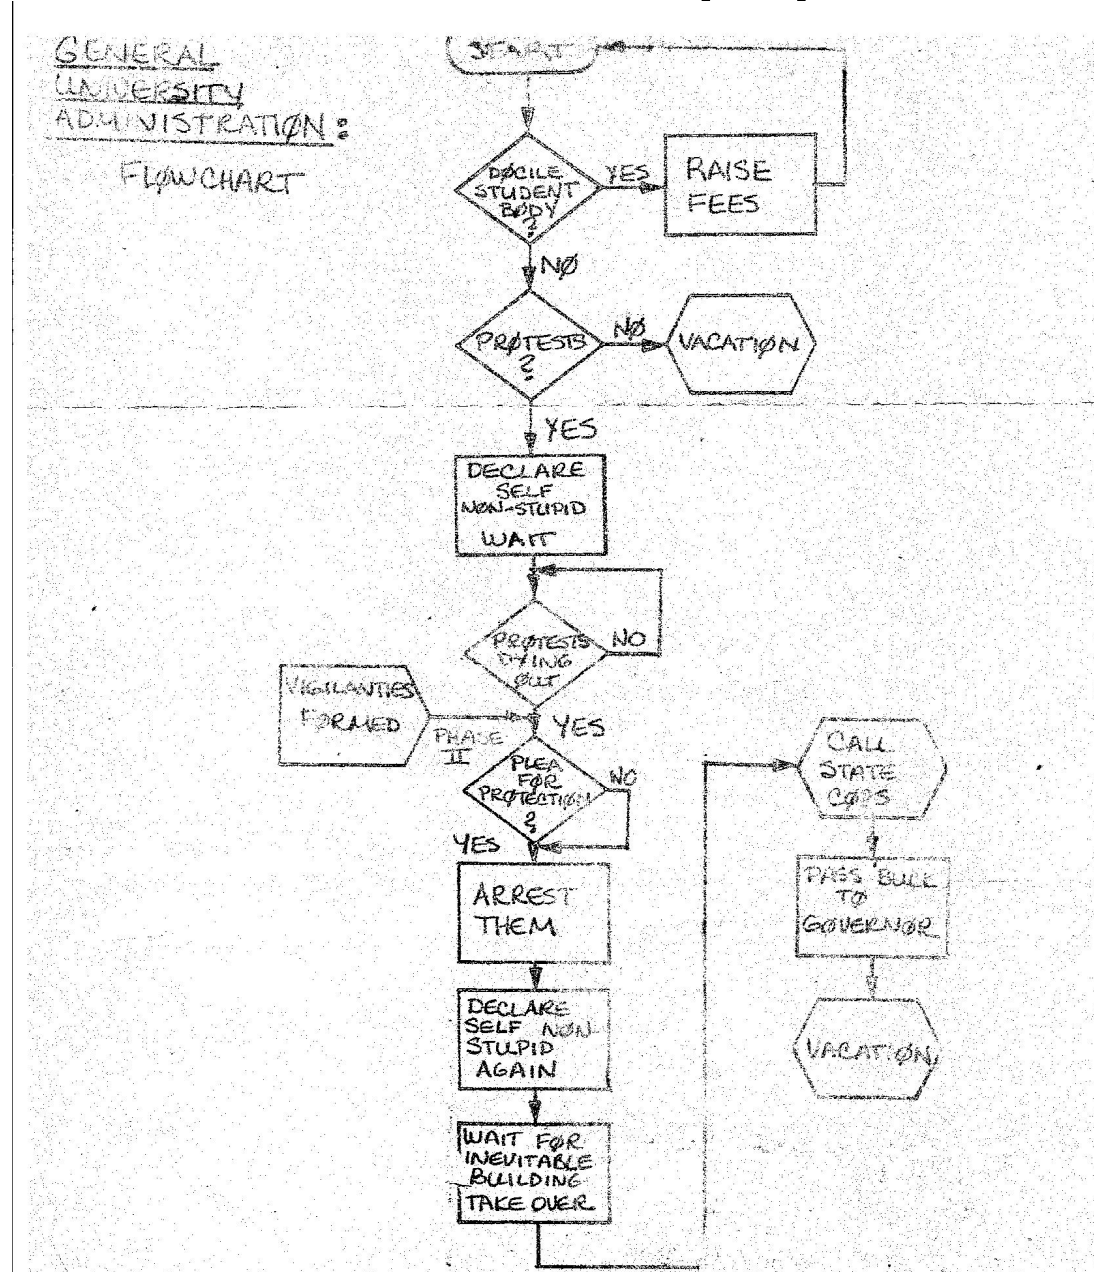 GENERAL
UNIVERSITY
ADMINISTRATIØN:
FLØWCHART
START
DØCILE
STUDENT
BØDY
?
YES
RAISE
FEES
NØ
PRØTESTS
?
NØ
VACATIØN
YES
DECLARE
SELF
NØN-STUPID
WAIT
PRØTESTS
DYING
ØUT
NO
VIGILANTIES
FØRMED
PHASE
II
YES
PLEA
FØR
PRØTECTIØN
?
NO
YES
ARREST
THEM
DECLARE
SELF NØN
STUPID
AGAIN
WAIT FØR
INEVITABLE
BUILDING
TAKE OVER
CALL
STATE
CØPS
PASS BUCK
TØ
GØVERNØR
VACATIØN